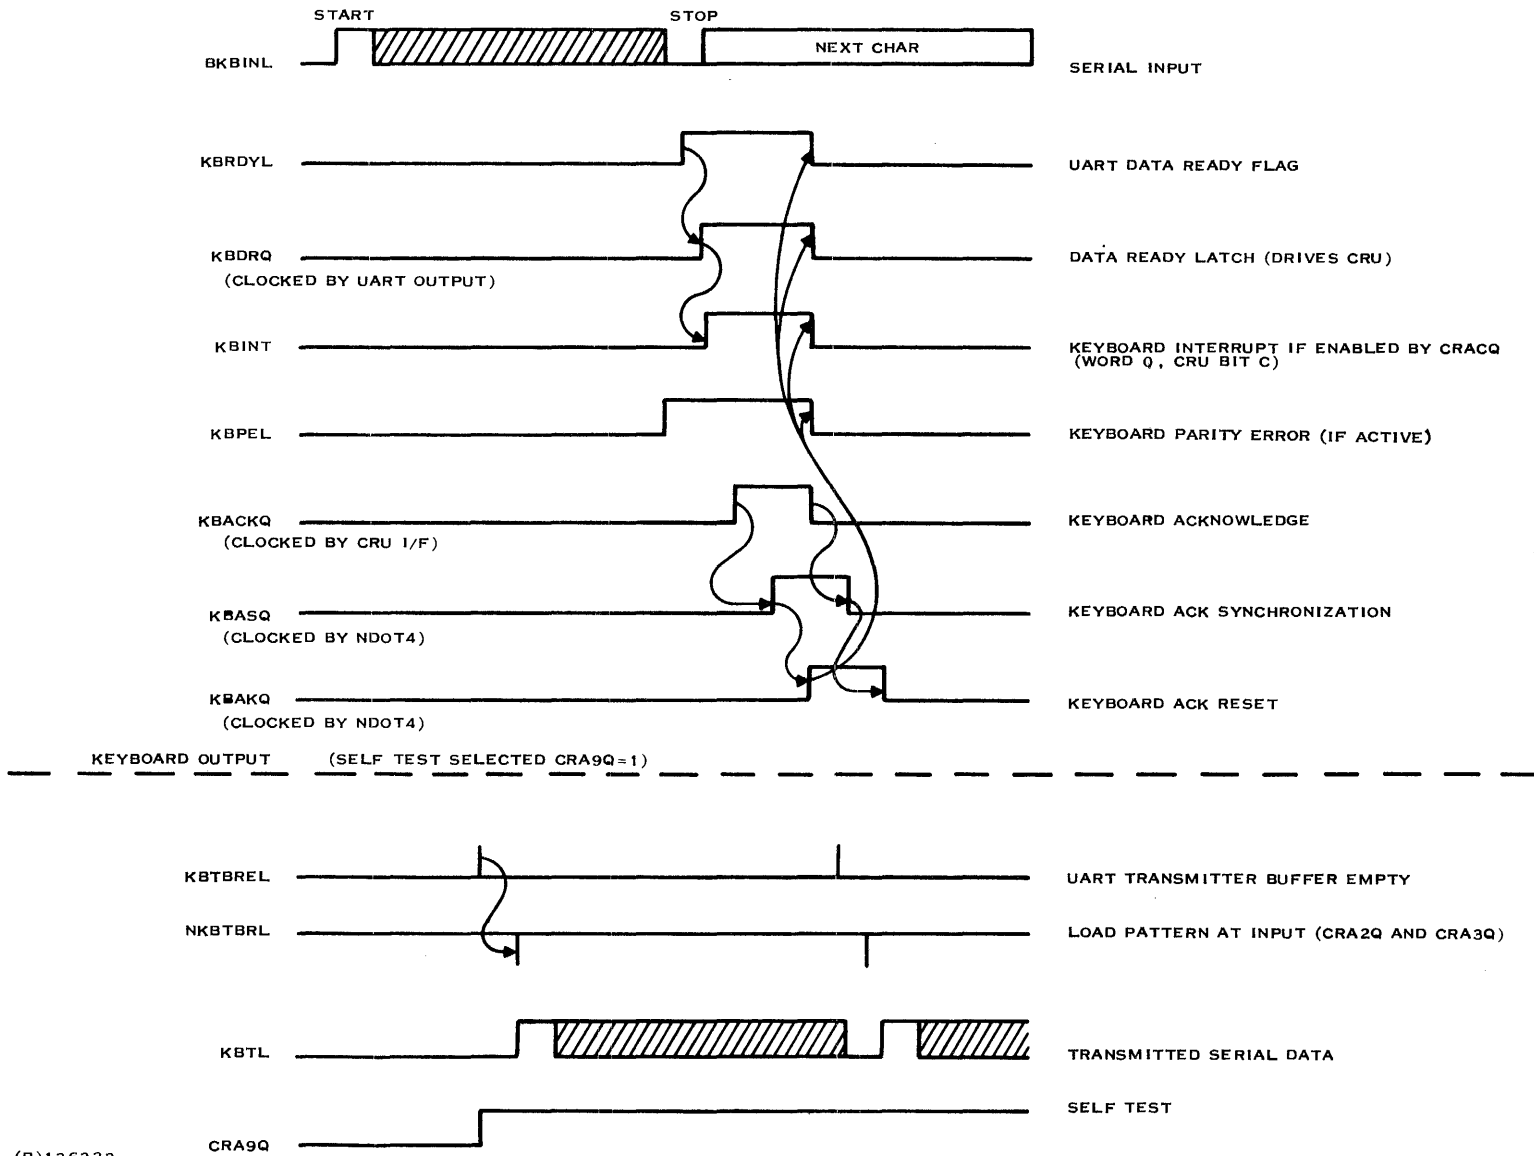 START STOP
BKBINL NEXT CHAR SERIAL INPUT
KBRDYL UART DATA READY FLAG
KBDRQ DATA READY LATCH (DRIVES CRU)
(CLOCKED BY UART OUTPUT)
KBINT KEYBOARD INTERRUPT IF ENABLED BY CRACQ
(WORD Q, CRU BIT C)
KBPEL KEYBOARD PARITY ERROR (IF ACTIVE)
KBACKQ KEYBOARD ACKNOWLEDGE
(CLOCKED BY CRU I/F)
KBASQ KEYBOARD ACK SYNCHRONIZATION
(CLOCKED BY NDOT4)
KBAKQ KEYBOARD ACK RESET
(CLOCKED BY NDOT4)
KEYBOARD OUTPUT (SELF TEST SELECTED CRA9Q=1)
KBTBREL UART TRANSMITTER BUFFER EMPTY
NKBTBRL LOAD PATTERN AT INPUT (CRA2Q AND CRA3Q)
KBTL TRANSMITTED SERIAL DATA
CRA9Q SELF TEST